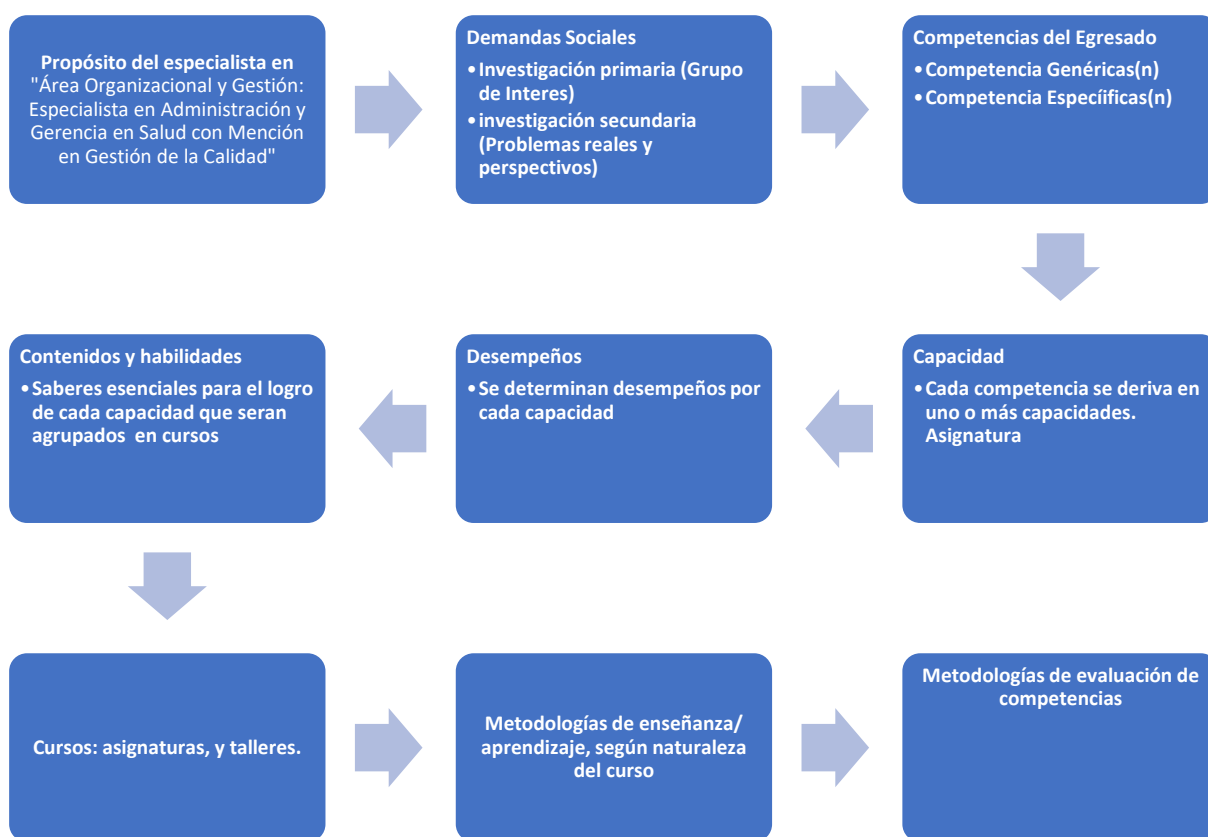 Propósito del especialista en
"Área Organizacional y Gestión:
Especialista en Administración y
Gerencia en Salud con Mención
en Gestión de la Calidad"
Demandas Sociales
•Investigación primaria (Grupo
de Interes)
•investigación secundaria
(Problemas reales y
perspectivos)
Competencias del Egresado
•Competencia Genéricas(n)
•Competencia Especíificas(n)
Capacidad
•Cada competencia se deriva en
uno o más capacidades.
Asignatura
Desempeños
•Se determinan desempeños por
cada capacidad
Contenidos y habilidades
•Saberes esenciales para el logro
de cada capacidad que seran
agrupados en cursos
Cursos: asignaturas, y talleres.
Metodologías de enseñanza/
aprendizaje, según naturaleza
del curso
Metodologías de evaluación de
competencias